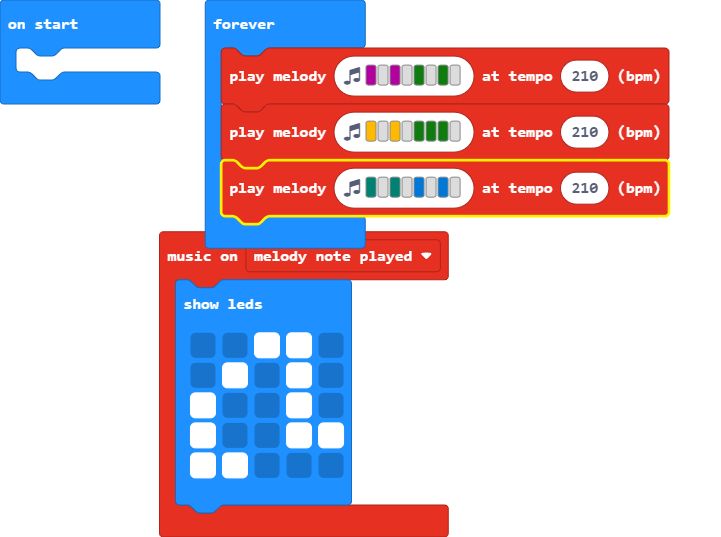 on start
forever
play melody at tempo 210 (bpm)
play melody at tempo 210 (bpm)
play melody at tempo 210 (bpm)
music on melody note played
show leds